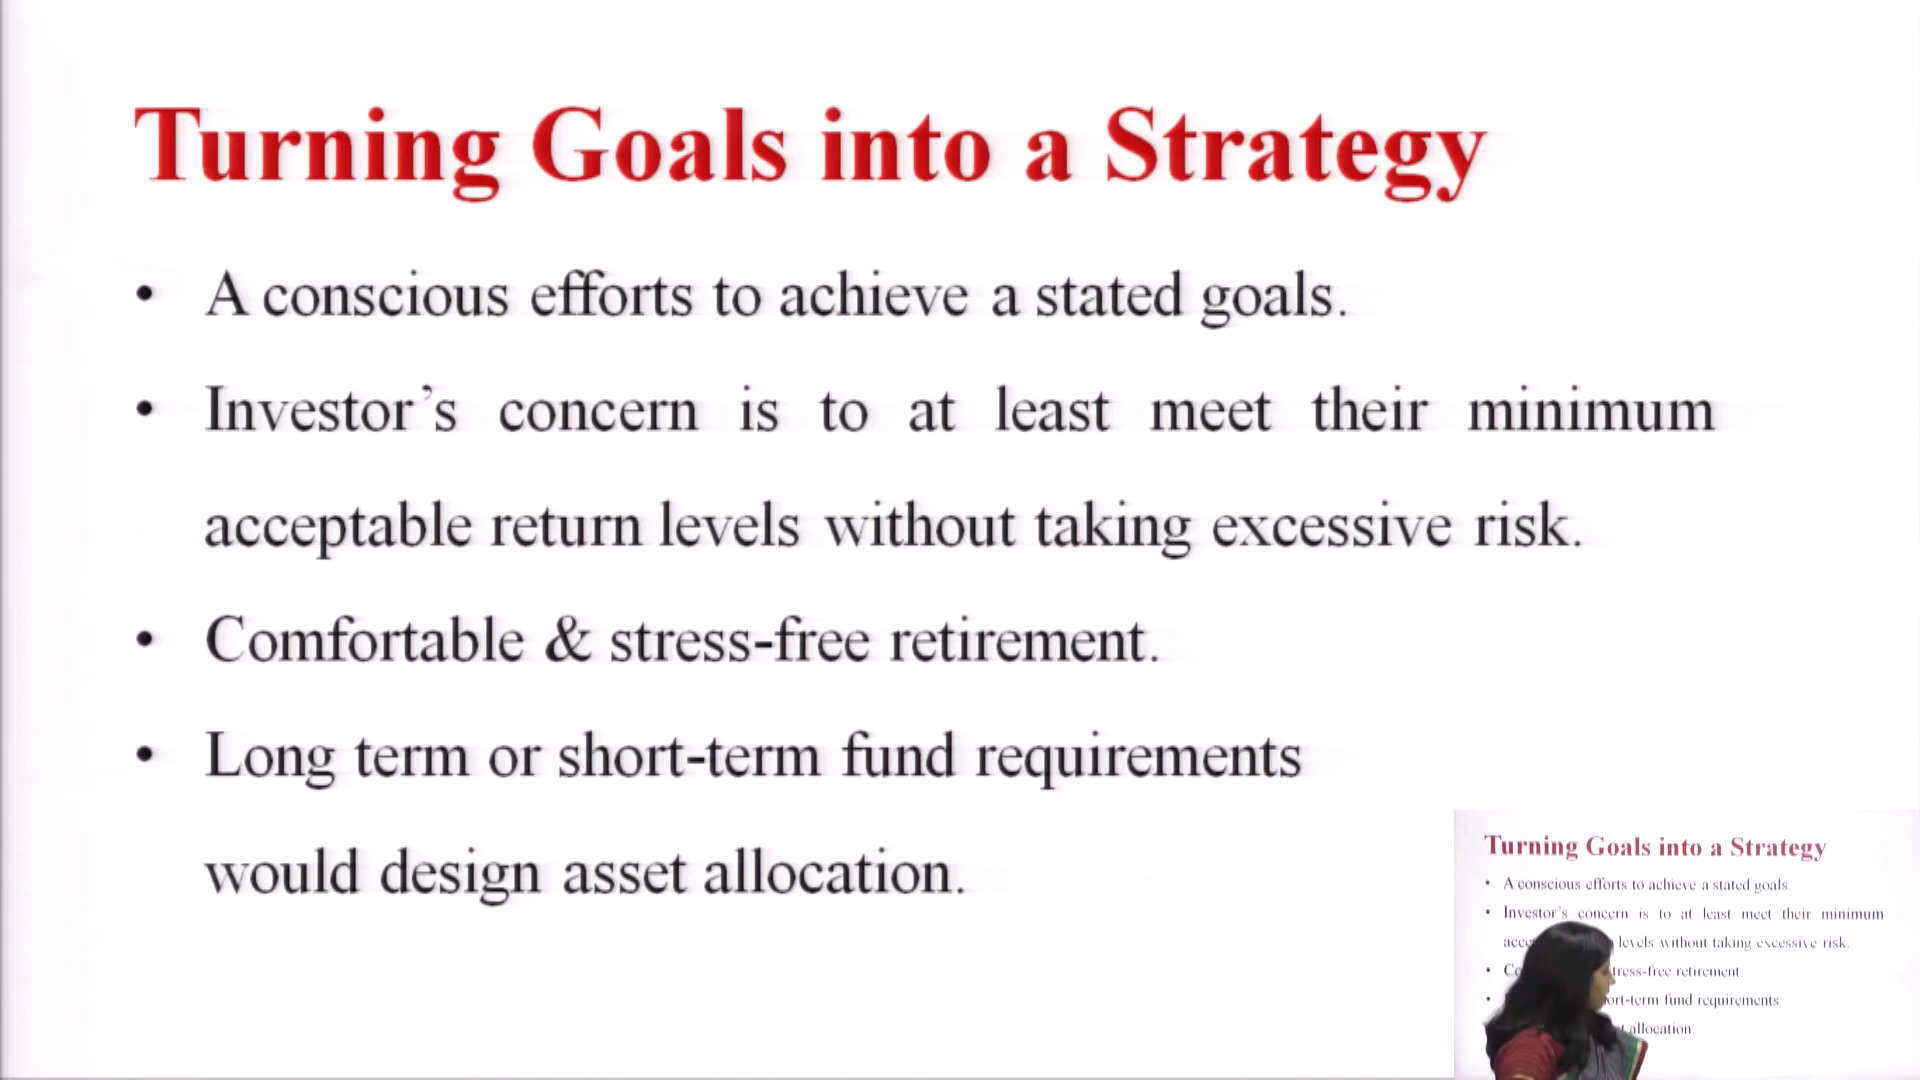 Turning Goals into a Strategy
• A conscious efforts to achieve a stated goals.
• Investor's concern is to at least meet their minimum
acceptable return levels without taking excessive risk.
• Comfortable & stress-free retirement.
• Long term or short-term fund requirements
would design asset allocation.
Turning Goals into a Strategy
• A conscious efforts to achieve a stated goals.
• Investor's concern is to at least meet their minimum
levels without taking excessive risk.
• stress-free retirement.
• fund requirements
allocation.